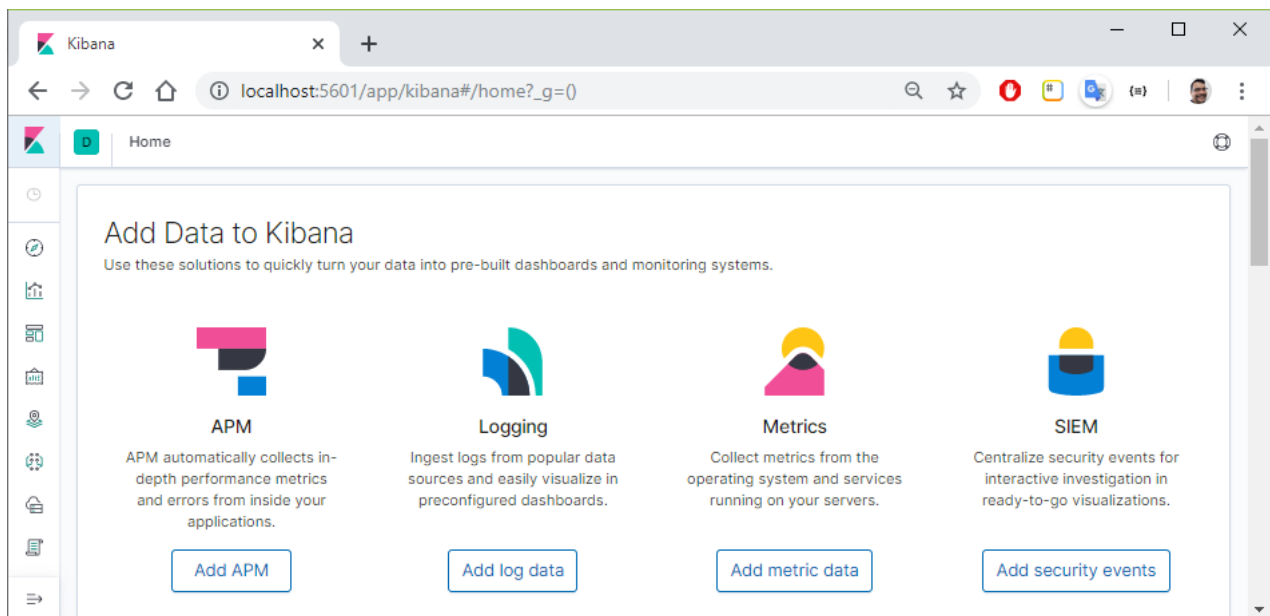 Kibana
localhost:5601/app/kibana#/home?_g=()
D
Home
Add Data to Kibana
Use these solutions to quickly turn your data into pre-built dashboards and monitoring systems.
APM
APM automatically collects in-
depth performance metrics
and errors from inside your
applications.
Add APM
Logging
Ingest logs from popular data
sources and easily visualize in
preconfigured dashboards.
Add log data
Metrics
Collect metrics from the
operating system and services
running on your servers.
Add metric data
SIEM
Centralize security events for
interactive investigation in
ready-to-go visualizations.
Add security events